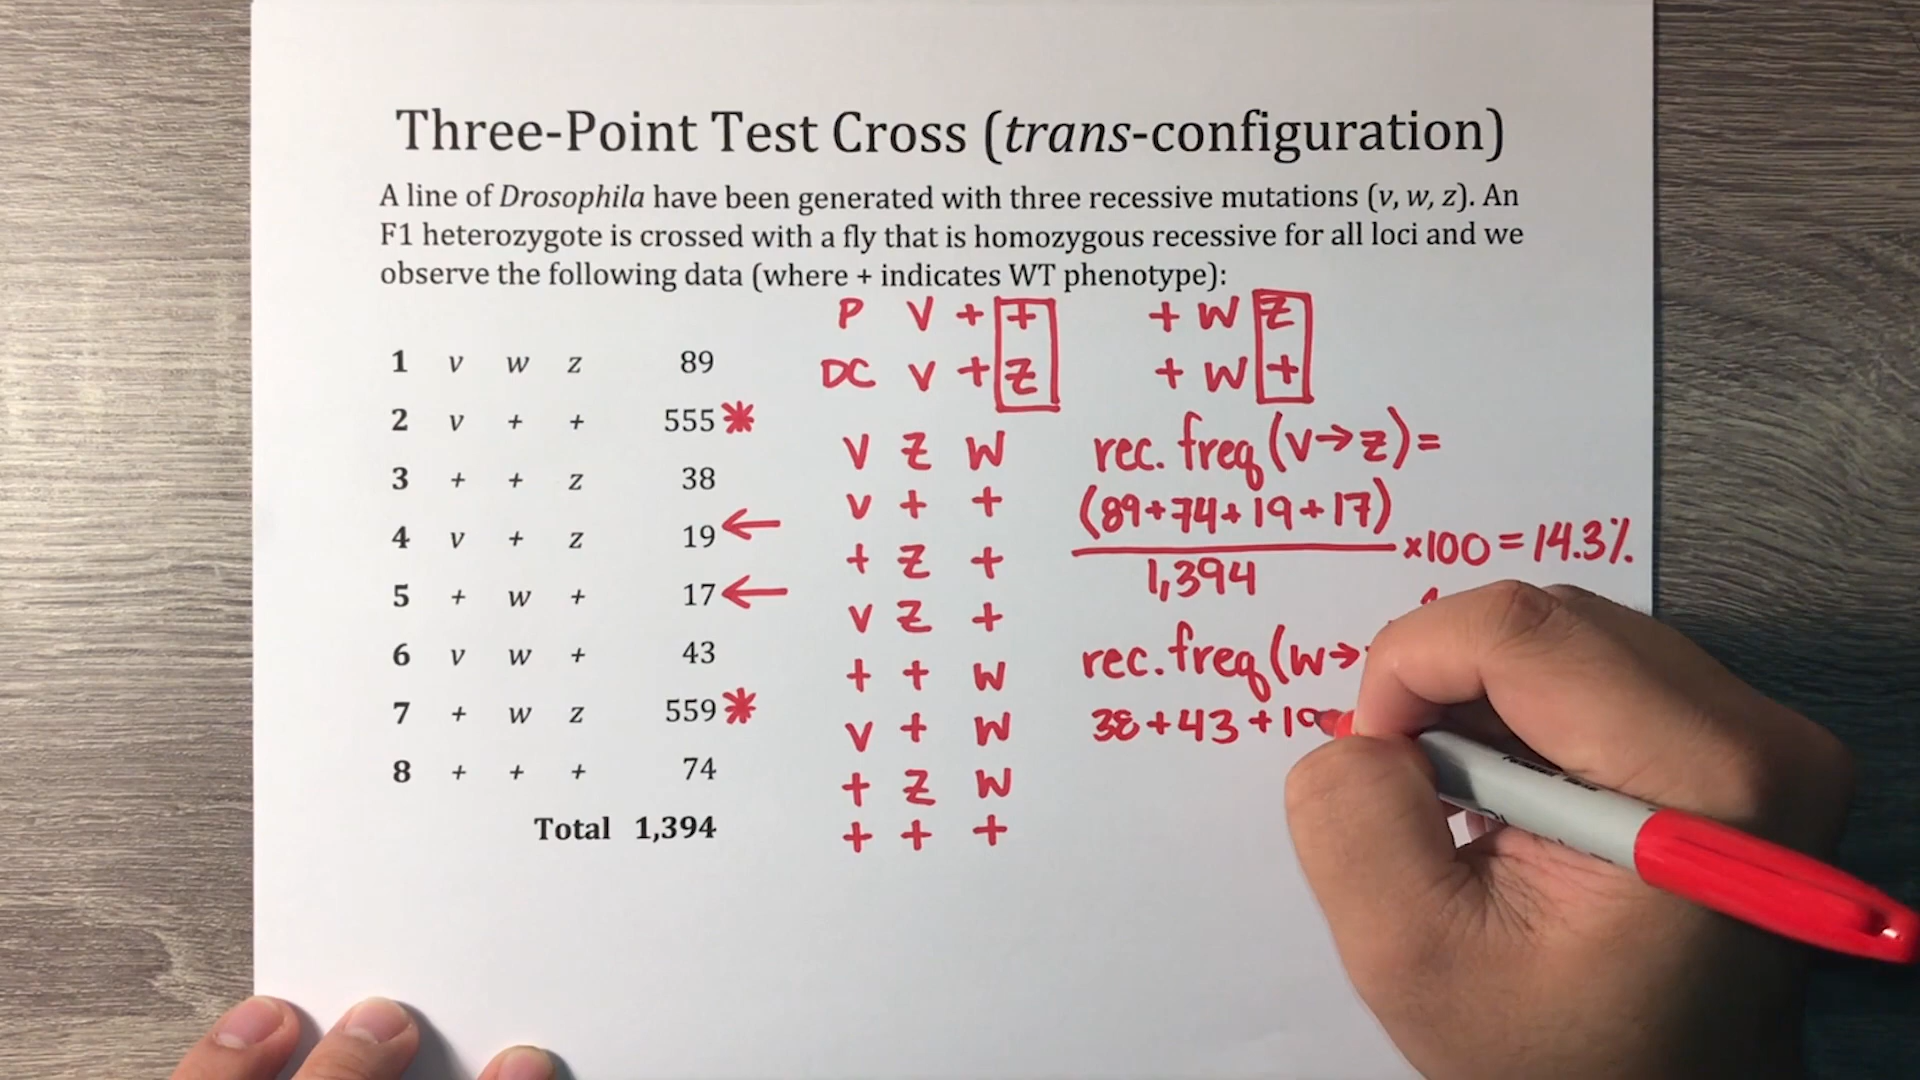 Three-Point Test Cross (trans-configuration)
A line of Drosophila have been generated with three recessive mutations (v, w, z). An
F1 heterozygote is crossed with a fly that is homozygous recessive for all loci and we
observe the following data (where + indicates WT phenotype):
1 v w z 89
2 v + + 555 *
3 + + z 38
4 v + z 19 ←
5 + w + 17 ←
6 v w + 43
7 + w z 559 *
8 + + + 74
Total 1,394
P V + + + W Z
DC V + Z + W +
V Z W
V + +
+ Z +
V Z +
+ + W
V + W
+ Z W
+ + +
rec. freq (V→Z) =
(89+74+19+17)
1,394
×100 = 14.3%
rec. freq (W→
38+43+19